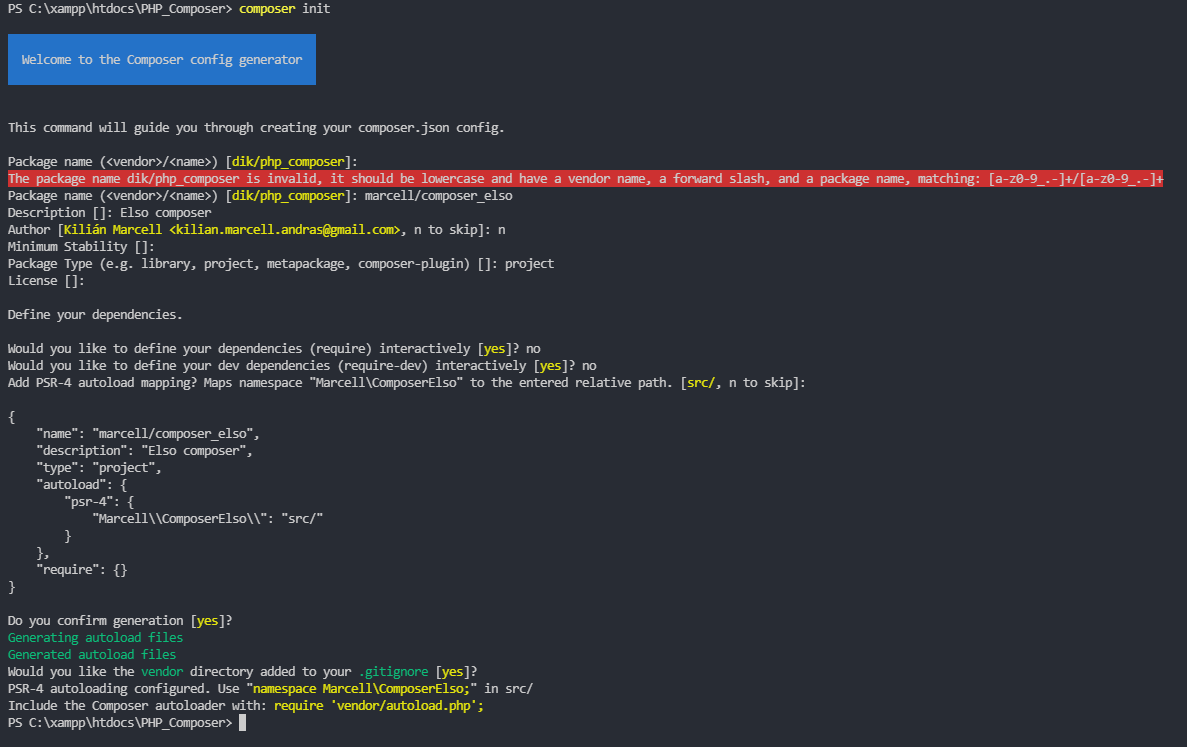 PS C:\xampp\htdocs\PHP_Composer> composer init
Welcome to the Composer config generator
This command will guide you through creating your composer.json config.
Package name (<vendor>/<name>) [dik/php_composer]:
The package name dik/php_composer is invalid, it should be lowercase and have a vendor name, a forward slash, and a package name, matching: [a-z0-9_.-]+/[a-z0-9_.-]+
Package name (<vendor>/<name>) [dik/php_composer]: marcell/composer_elso
Description []: Elso composer
Author [Kilián Marcell <kilian.marcell.andras@gmail.com>, n to skip]: n
Minimum Stability []:
Package Type (e.g. library, project, metapackage, composer-plugin) []: project
License []:
Define your dependencies.
Would you like to define your dependencies (require) interactively [yes]? no
Would you like to define your dev dependencies (require-dev) interactively [yes]? no
Add PSR-4 autoload mapping? Maps namespace "Marcell\ComposerElso" to the entered relative path. [src/, n to skip]:
{
    "name": "marcell/composer_elso",
    "description": "Elso composer",
    "type": "project",
    "autoload": {
        "psr-4": {
            "Marcell\\ComposerElso\\": "src/"
        }
    },
    "require": {}
}
Do you confirm generation [yes]?
Generating autoload files
Generated autoload files
Would you like the vendor directory added to your .gitignore [yes]?
PSR-4 autoloading configured. Use "namespace Marcell\ComposerElso;" in src/
Include the Composer autoloader with: require 'vendor/autoload.php';
PS C:\xampp\htdocs\PHP_Composer>